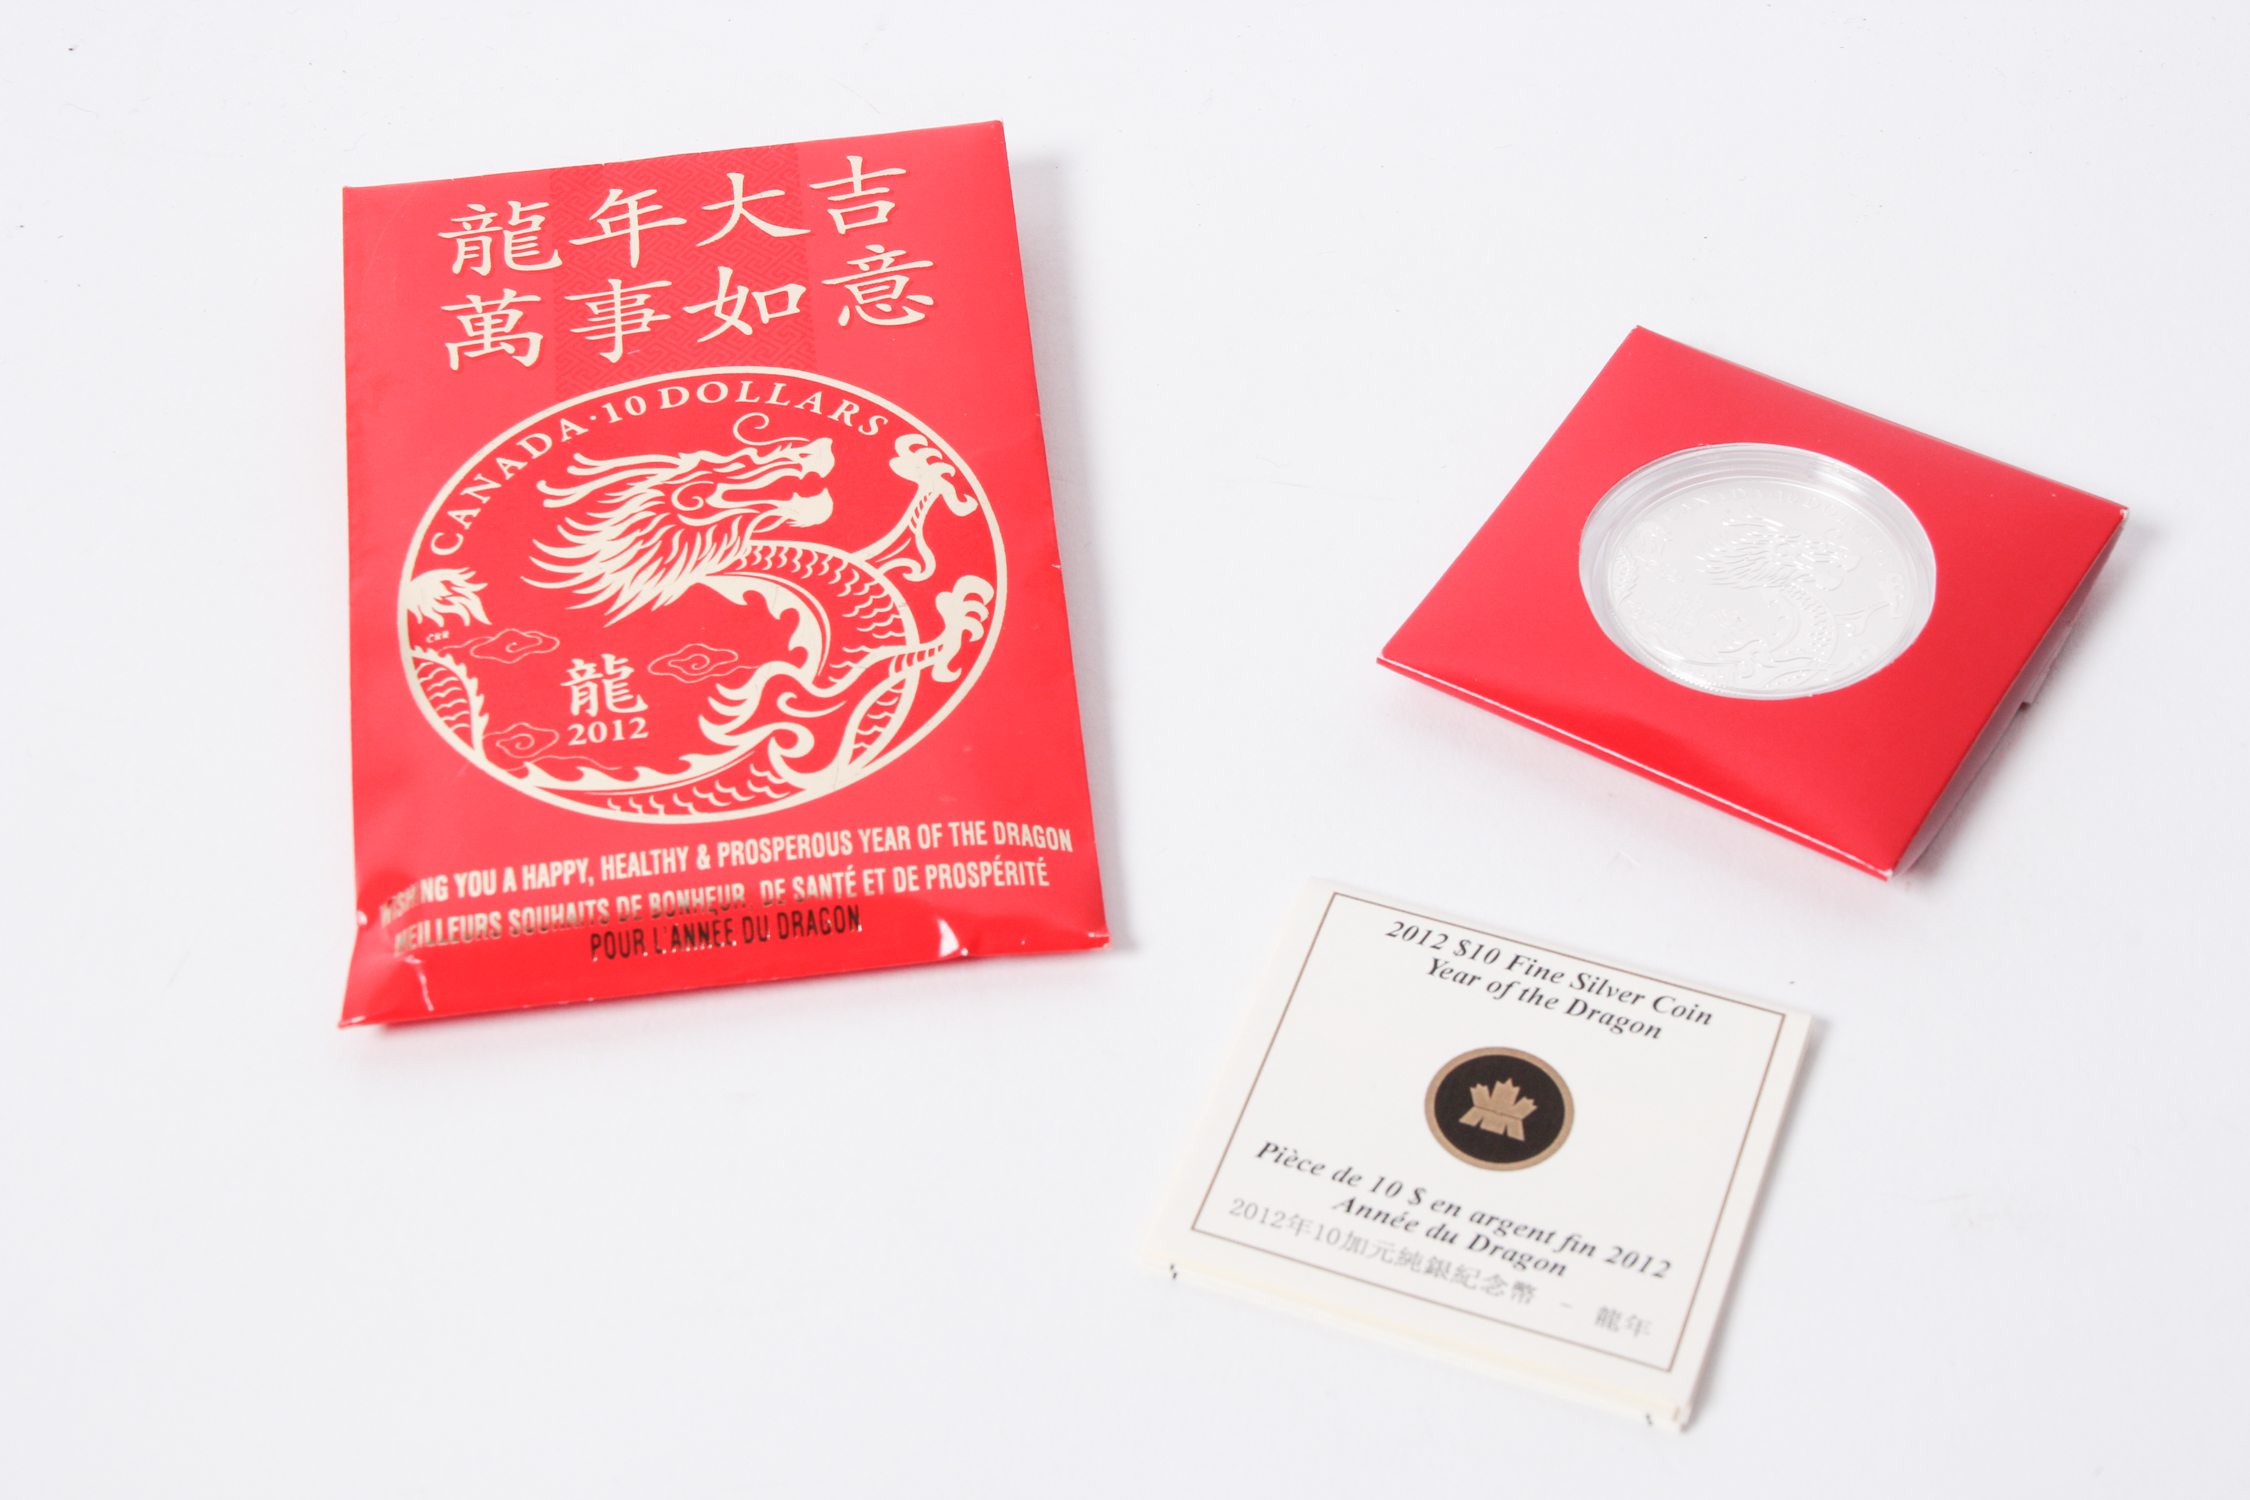 龍年大吉
萬事如意
CANADA·10 DOLLARS
CRR
龍
2012
WISHING YOU A HAPPY, HEALTHY & PROSPEROUS YEAR OF THE DRAGON
MEILLEURS SOUHAITS DE BONHEUR, DE SANTÉ ET DE PROSPÉRITÉ
POUR L'ANNÉE DU DRAGON
2012 $10 Fine Silver Coin
Year of the Dragon
Pièce de 10 $ en argent fin 2012
Année du Dragon
2012年10加元純銀紀念幣 - 龍年